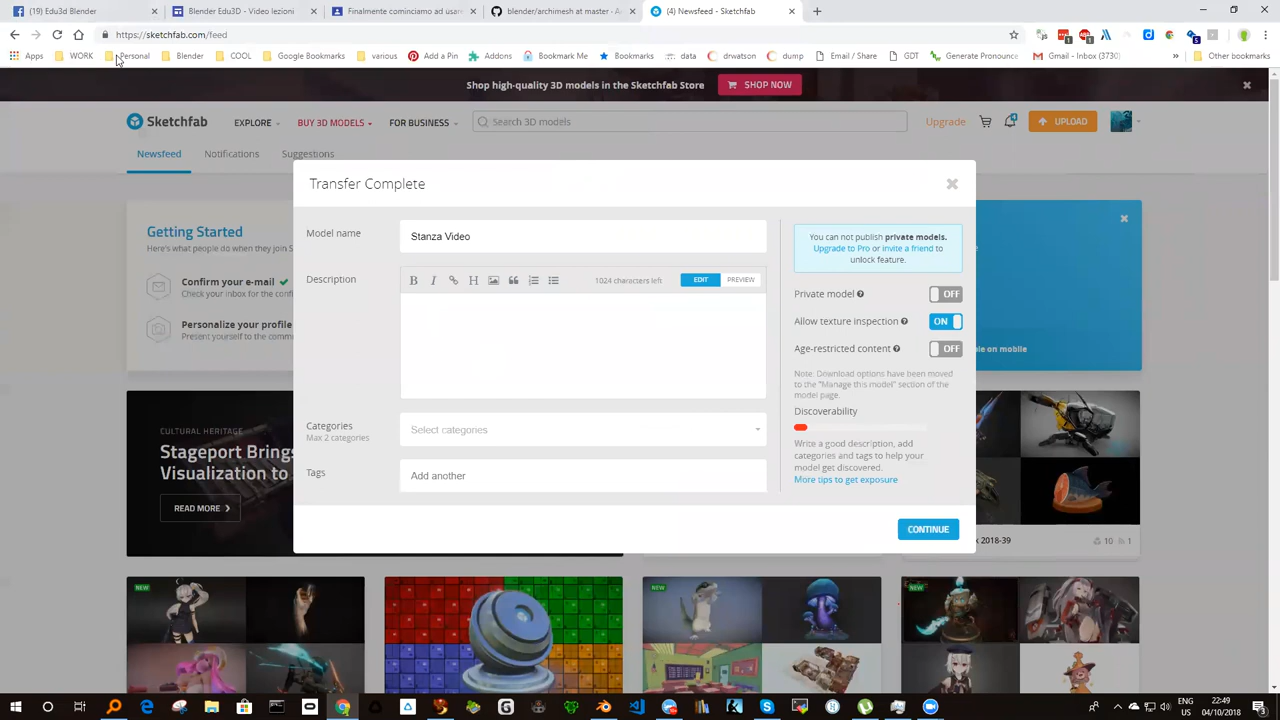 (19) Edu3D Blender
Blender Edu3D - Video lezioni
Finalmente cominciamo ad usar
blender/archimesh at master · A
(4) Newsfeed - Sketchfab
https://sketchfab.com/feed
Apps
WORK
Personal
Blender
COOL
Google Bookmarks
various
Add a Pin
Addons
Bookmark Me
Bookmarks
data
drwatson
dump
Email / Share
GDT
Generate Pronounce
Gmail - Inbox (3730)
»
Other bookmarks
Shop high-quality 3D models in the Sketchfab Store
SHOP NOW
Sketchfab
EXPLORE
BUY 3D MODELS
FOR BUSINESS
Search 3D models
Upgrade
UPLOAD
Newsfeed
Notifications
Suggestions
Transfer Complete
Getting Started
Here's what people do when they join S
Confirm your e-mail
Check your inbox for the confi
Personalize your profile
Present yourself to the comm
Model name
Stanza Video
Description
B I H
1024 characters left
EDIT
PREVIEW
Categories
Max 2 categories
Select categories
Tags
Add another
You can not publish private models.
Upgrade to Pro or invite a friend to
unlock feature.
Private model
OFF
Allow texture inspection
ON
Age-restricted content
OFF
Note: Download options have been moved
to the "Manage this model" section of the
model page.
Discoverability
Write a good description, add
categories and tags to help your
model get discovered.
More tips to get exposure
CONTINUE
le on mobile
CULTURAL HERITAGE
Stageport Brings
Visualization to
READ MORE
k 2018-39
10
1
NEW
NEW
NEW
ENG
US
22:49
04/10/2018